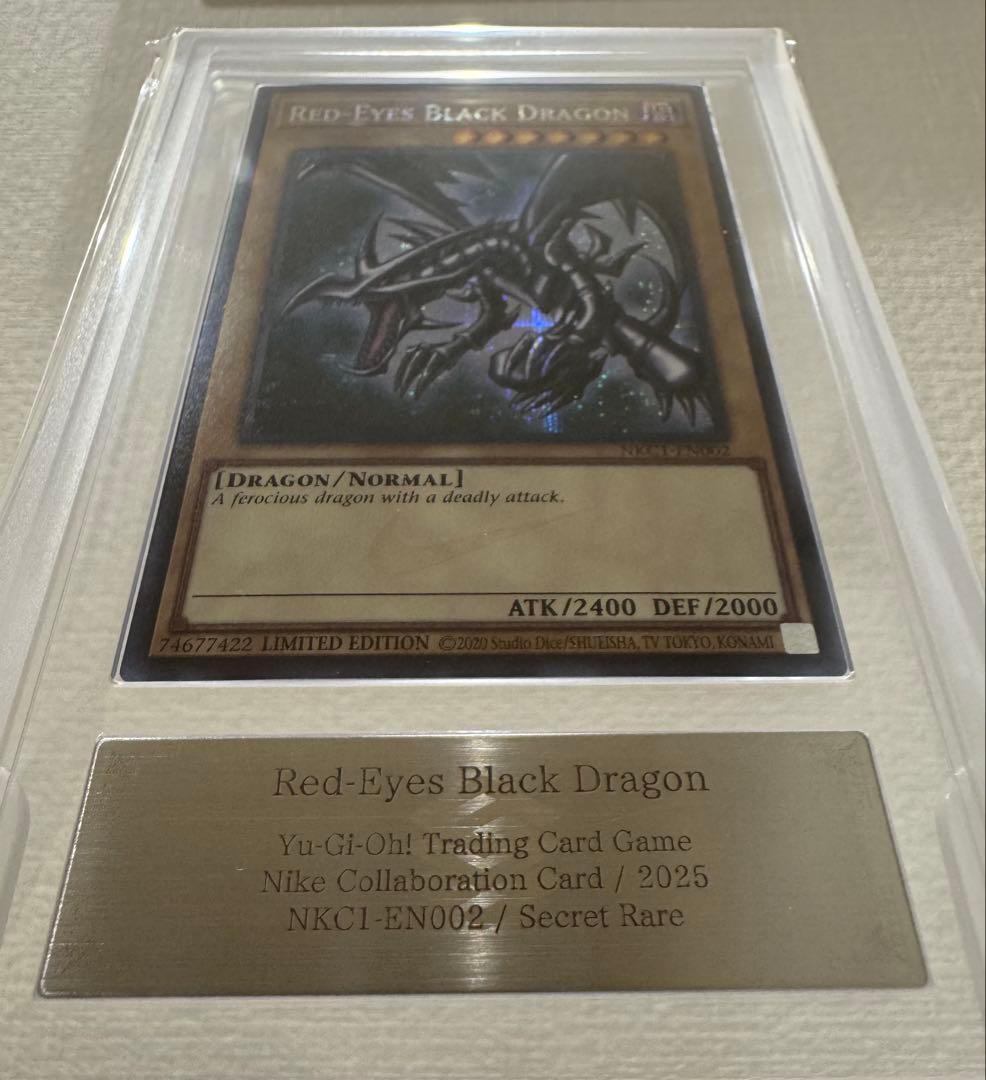 RED-EYES BLACK DRAGON
NKC1-EN002
[DRAGON/NORMAL]
A ferocious dragon with a deadly attack.
ATK/2400 DEF/2000
74677422 LIMITED EDITION ©2020 Studio Dice/SHUEISHA, TV TOKYO, KONAMI
Red-Eyes Black Dragon
Yu-Gi-Oh! Trading Card Game
Nike Collaboration Card / 2025
NKC1-EN002 / Secret Rare